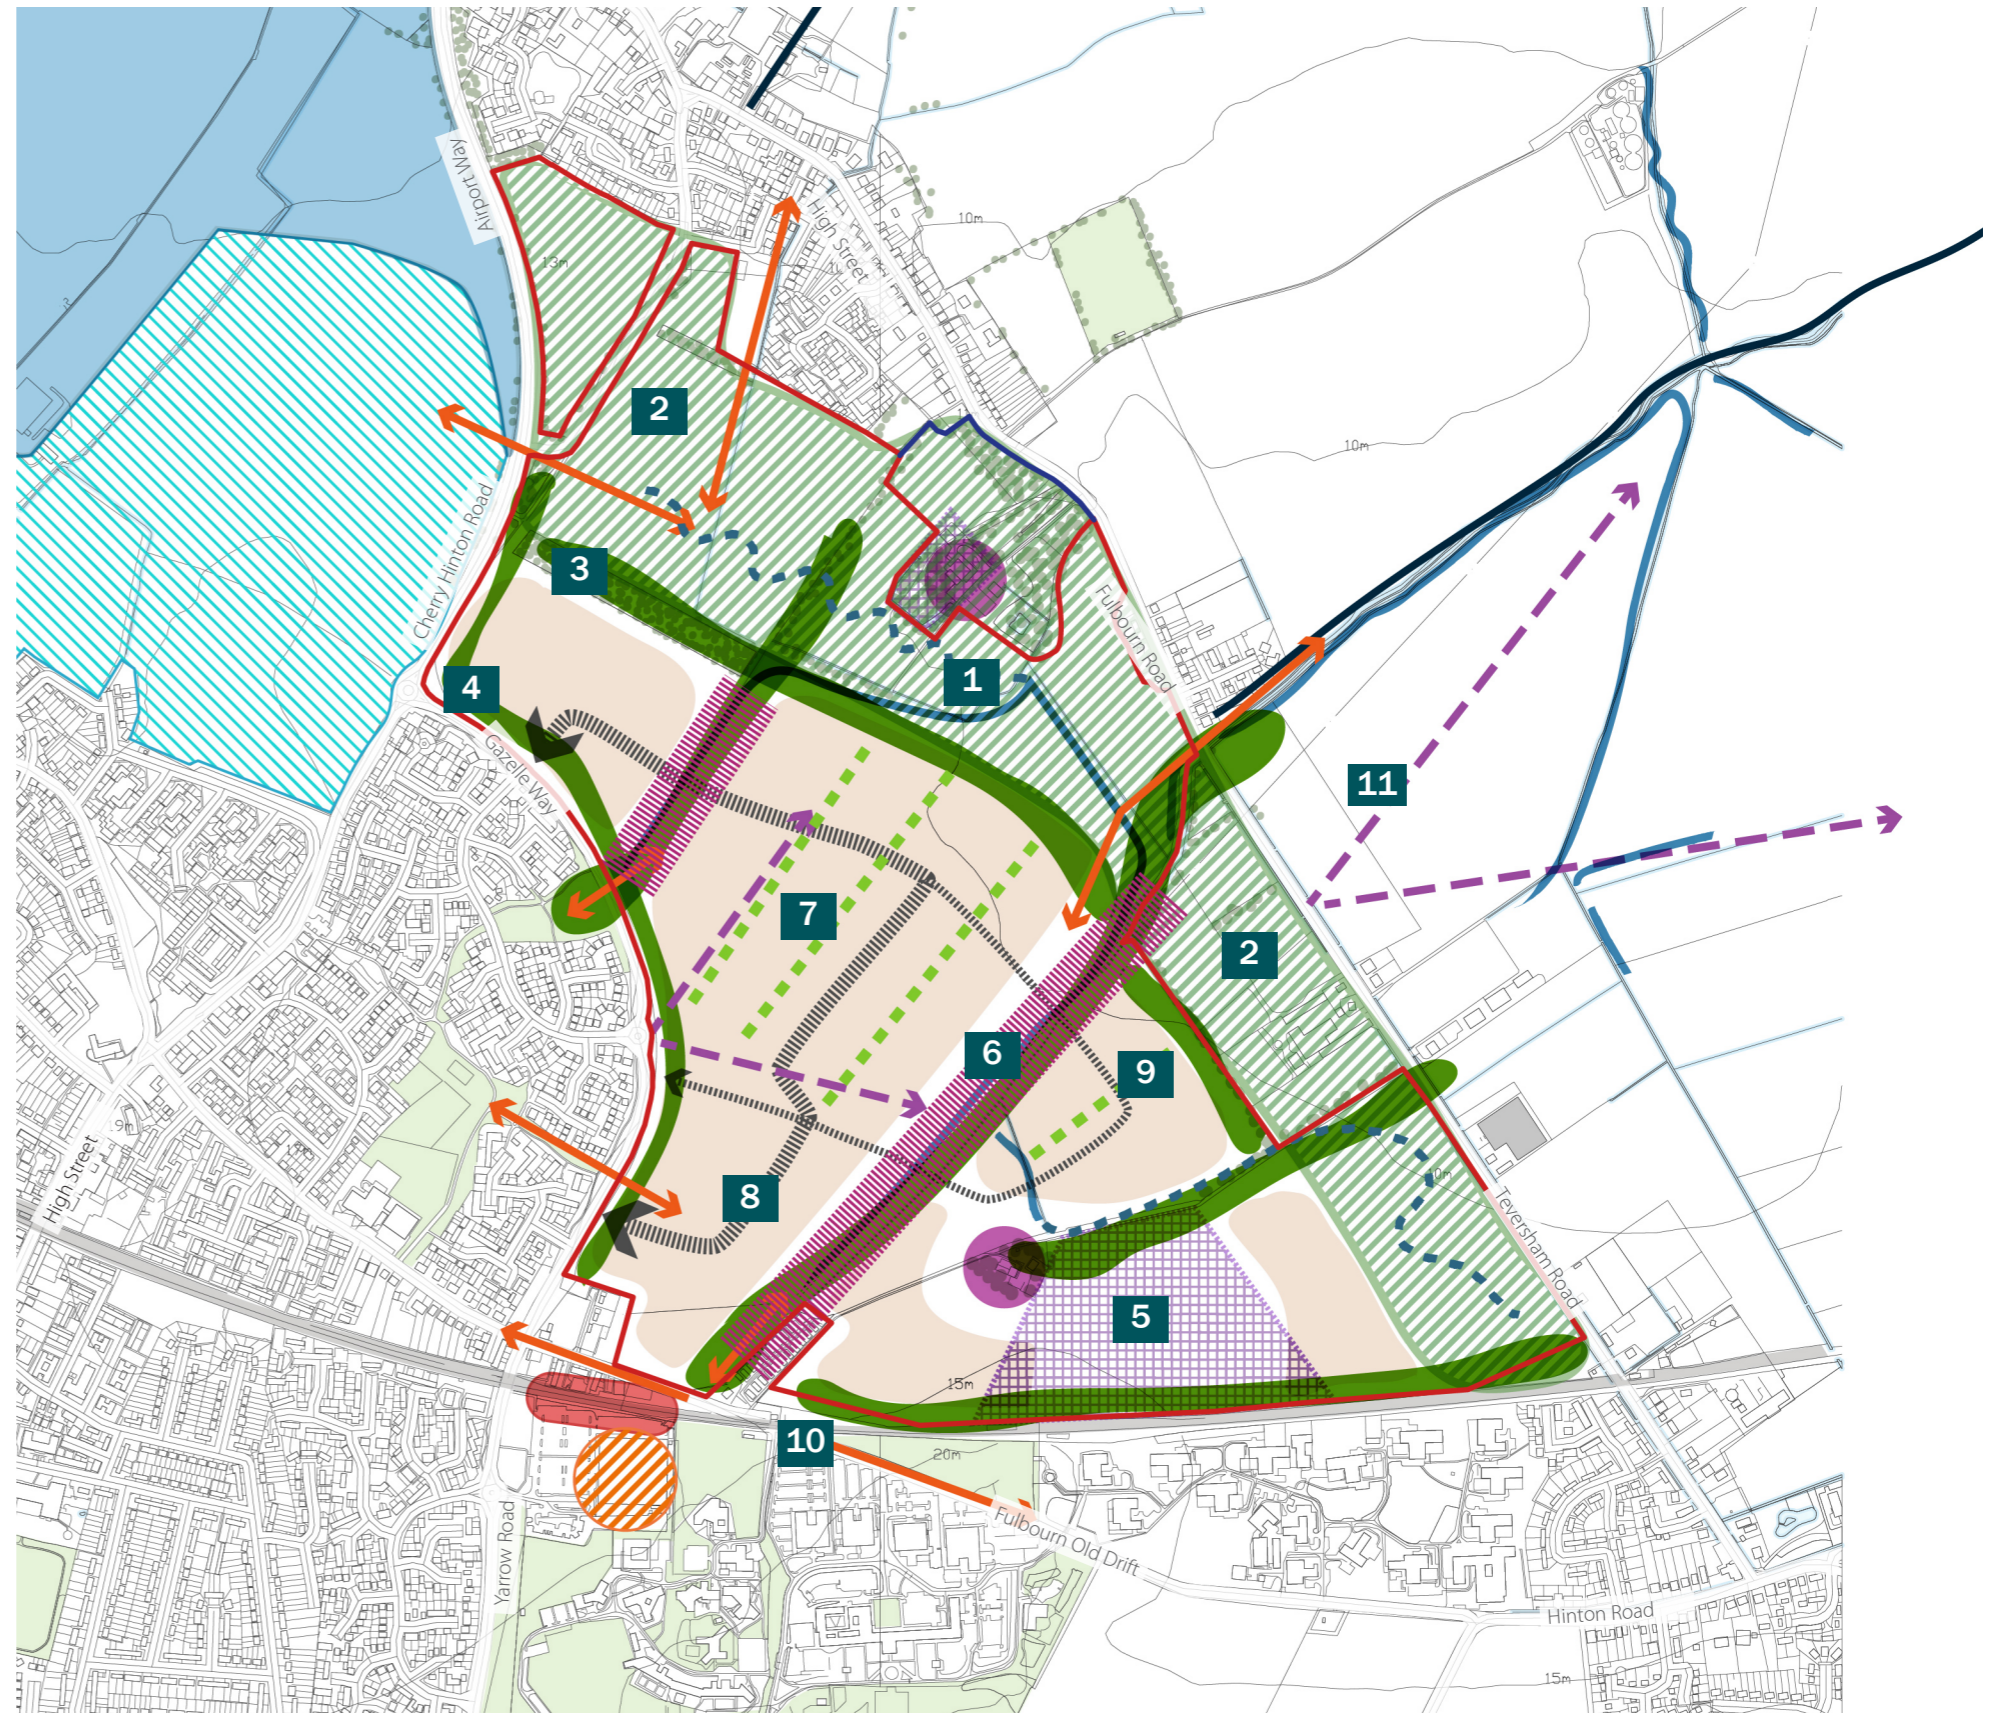 Airport Way
High Street
10m
13m
2
10m
Cherry Hinton Road
3
Fulbourn Road
1
4
Gazelle Way
11
7
2
6
9
19m
High Street
8
10m
Teversham Road
5
15m
10
20m
Fulbourn Old Drift
Yarrow Road
Hinton Road
15m